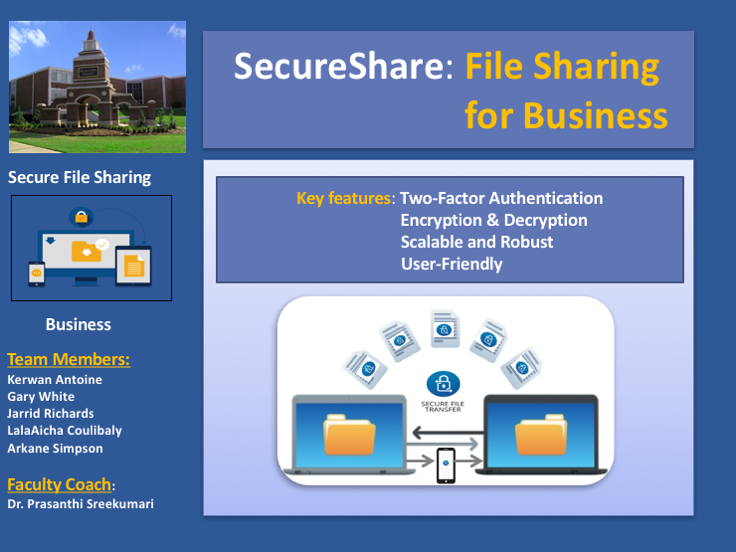 SecureShare: File Sharing
for Business
Secure File Sharing
Business
Team Members:
Kerwan Antoine
Gary White
Jarrid Richards
LalaAicha Coulibaly
Arkane Simpson
Faculty Coach:
Dr. Prasanthi Sreekumari
Key features: Two-Factor Authentication
Encryption & Decryption
Scalable and Robust
User-Friendly
SECURE FILE
TRANSFER